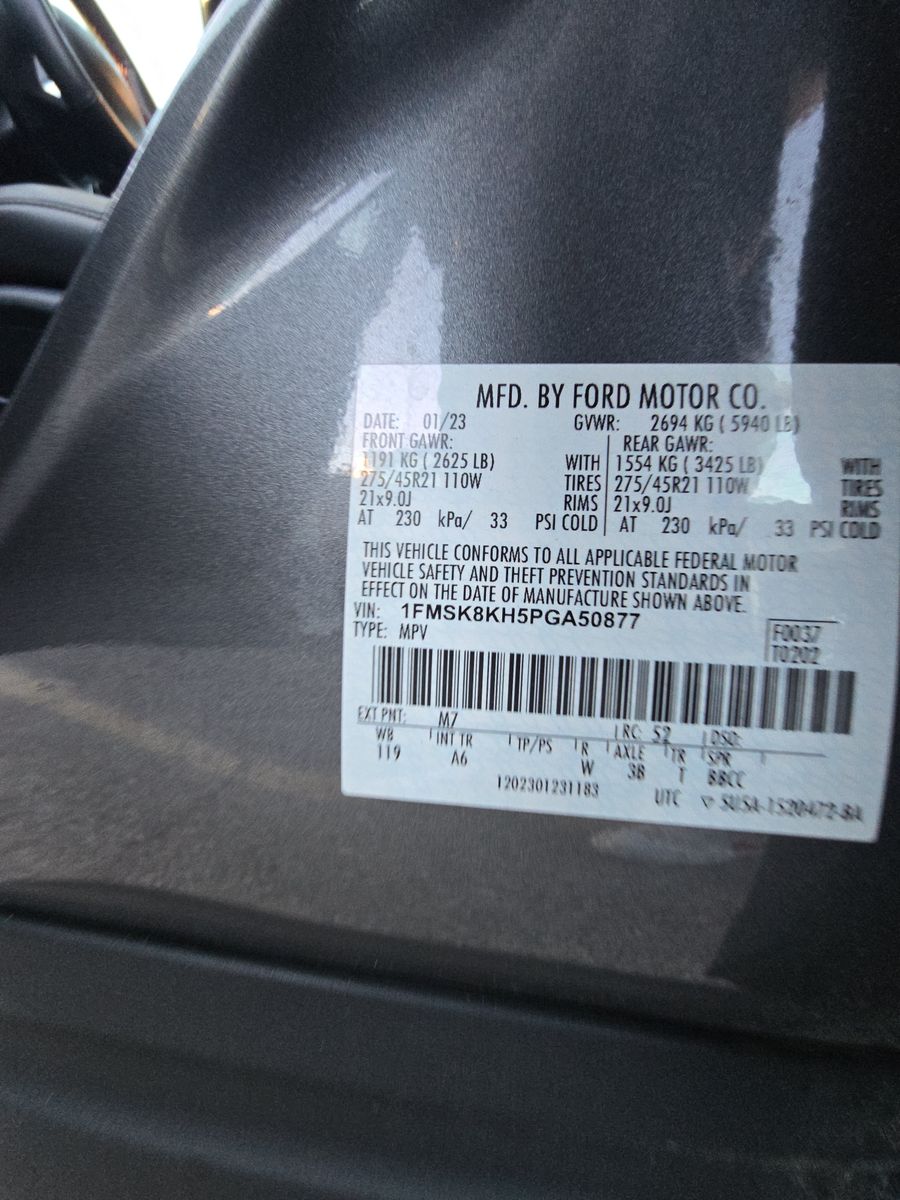 MFD. BY FORD MOTOR CO.
DATE: 01/23 GVWR: 2694 KG ( 5940 LB)
FRONT GAWR: REAR GAWR:
1191 KG ( 2625 LB) WITH 1554 KG ( 3425 LB) WITH
275/45R21 110W TIRES 275/45R21 110W TIRES
21x9.0J RIMS 21x9.0J RIMS
AT 230 kPa/ 33 PSI COLD AT 230 kPa/ 33 PSI COLD
THIS VEHICLE CONFORMS TO ALL APPLICABLE FEDERAL MOTOR
VEHICLE SAFETY AND THEFT PREVENTION STANDARDS IN
EFFECT ON THE DATE OF MANUFACTURE SHOWN ABOVE.
VIN: 1FMSK8KH5PGA50877
TYPE: MPV
F0037
T0202
EXT PNT: M7 RC: 52 DSO:
WB INT TR TP/PS R AXLE TR SPR
119 A6 W 3B T BBCC
1202301231183 UTC ▽ SU5A-1520472-BA